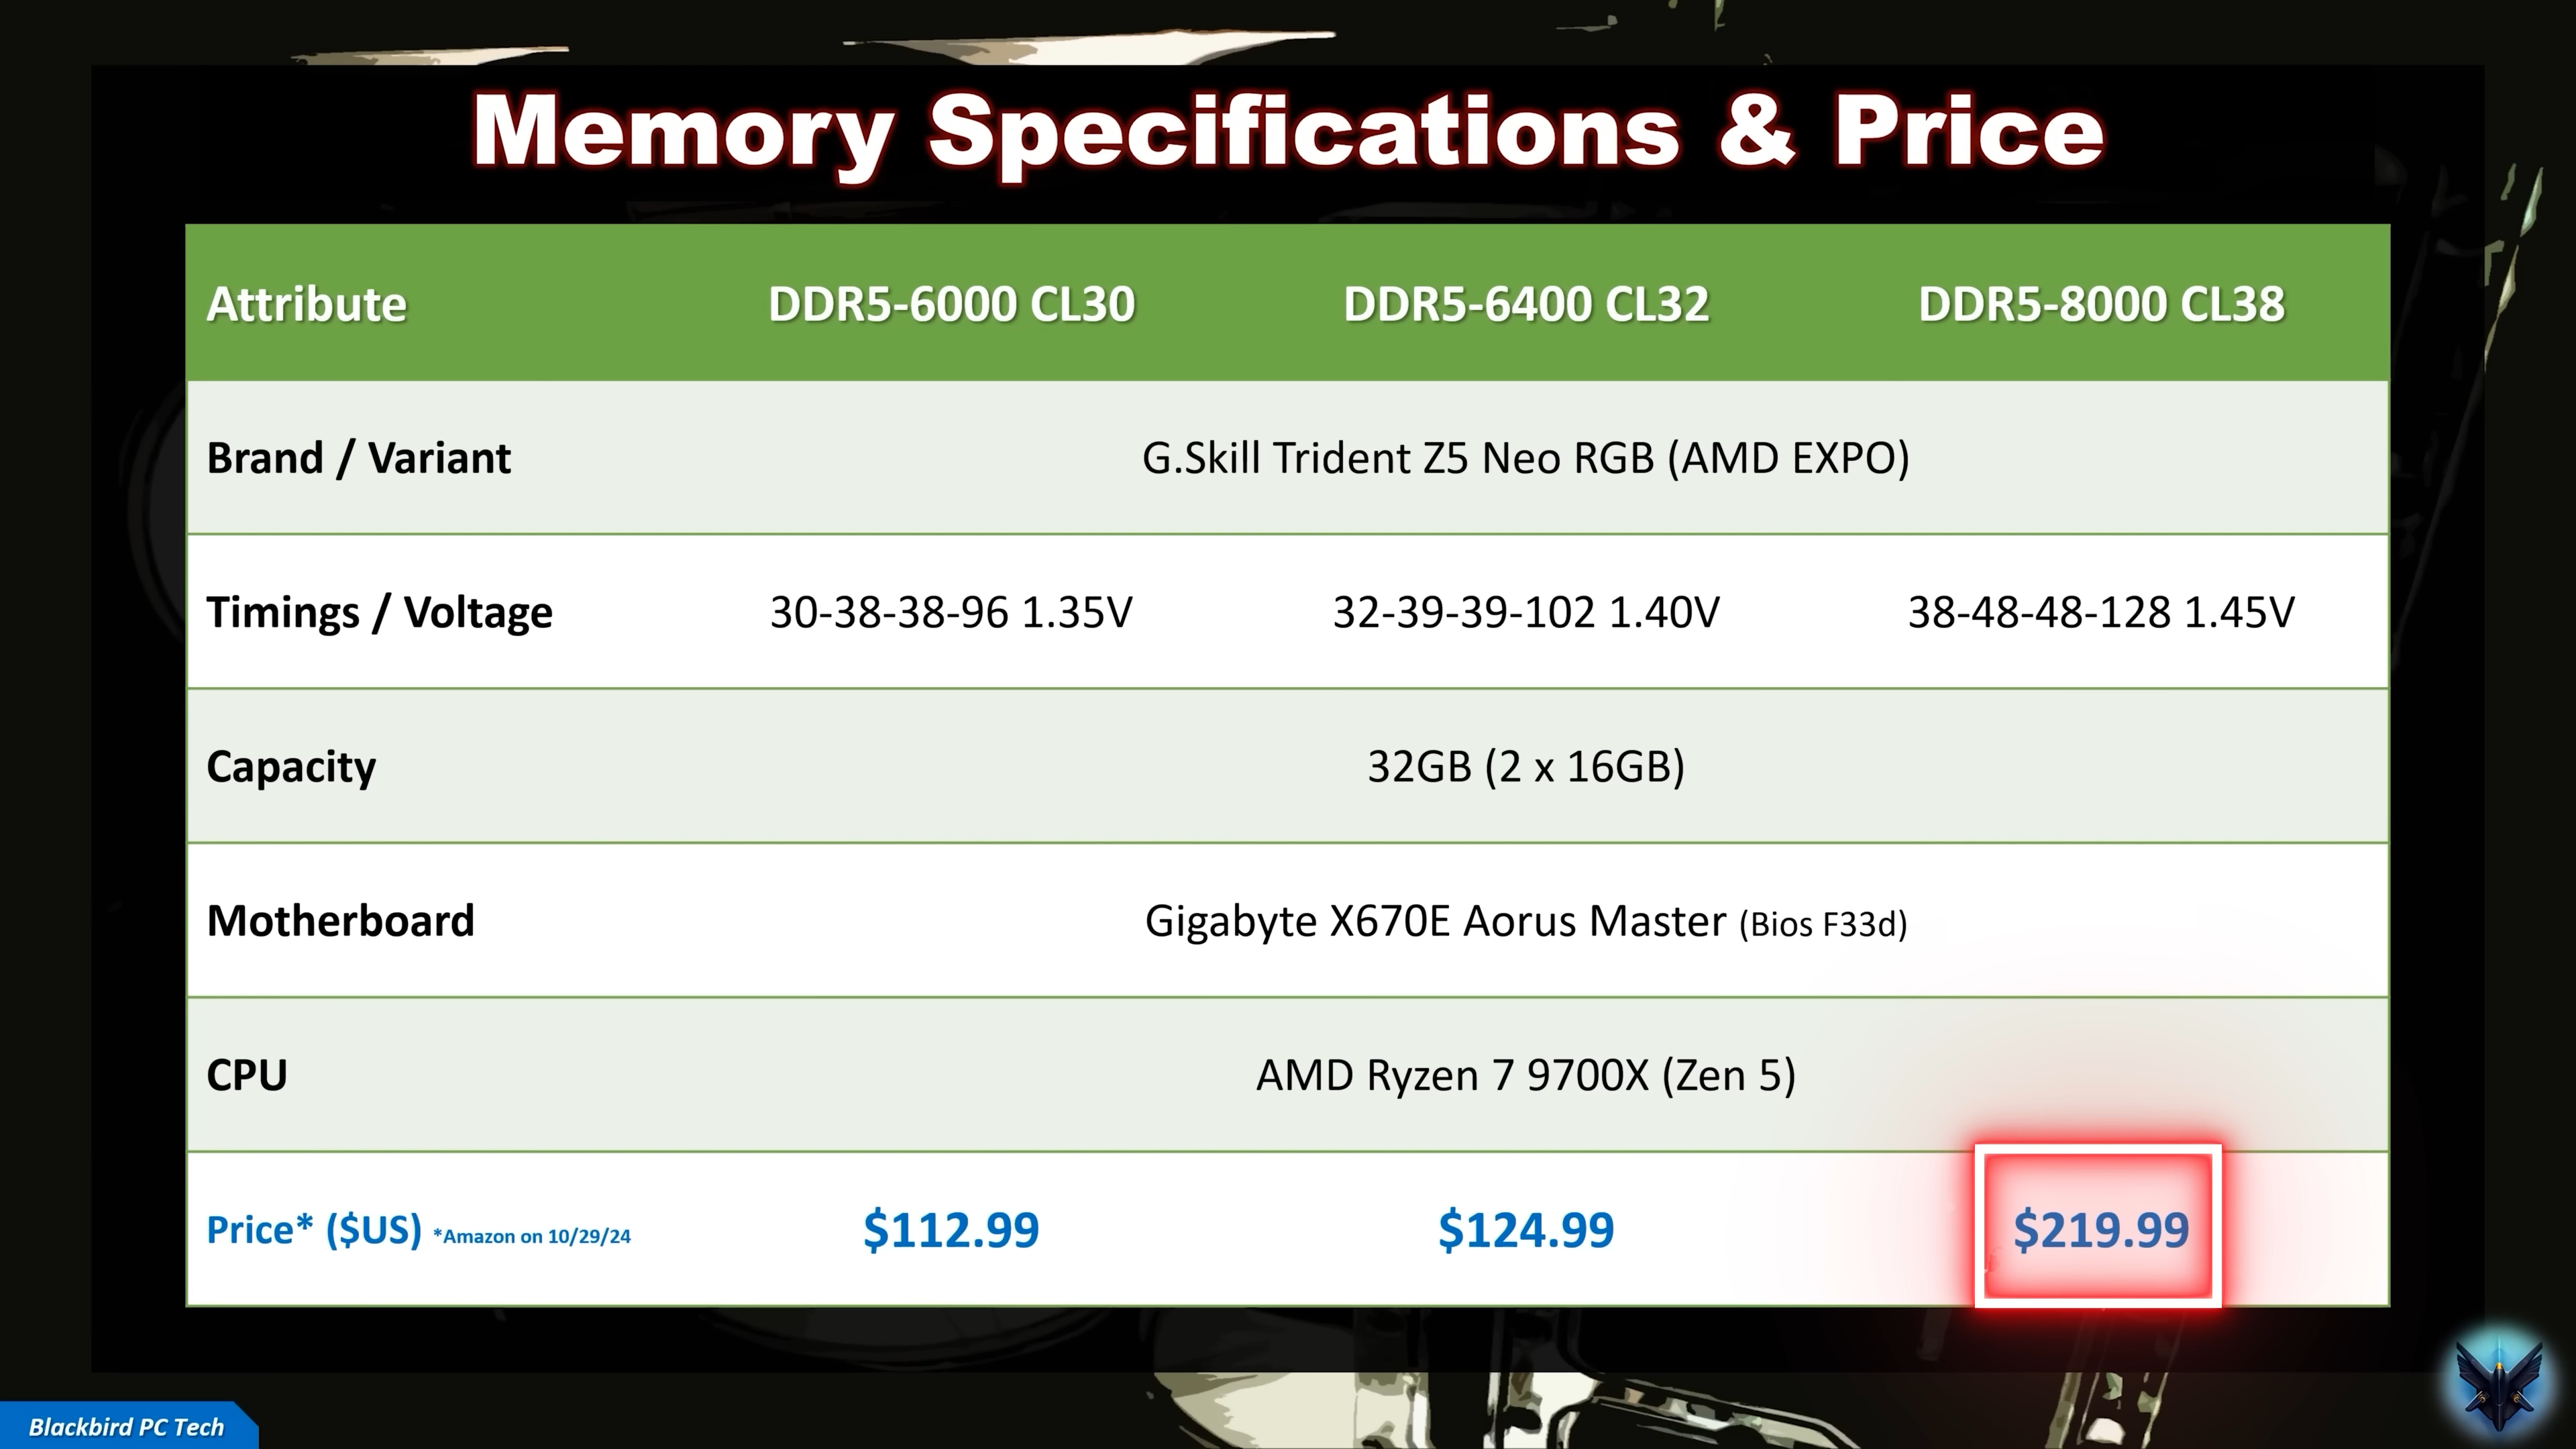 Memory Specifications & Price
Attribute DDR5-6000 CL30 DDR5-6400 CL32 DDR5-8000 CL38
Brand / Variant G.Skill Trident Z5 Neo RGB (AMD EXPO)
Timings / Voltage 30-38-38-96 1.35V 32-39-39-102 1.40V 38-48-48-128 1.45V
Capacity 32GB (2 x 16GB)
Motherboard Gigabyte X670E Aorus Master (Bios F33d)
CPU AMD Ryzen 7 9700X (Zen 5)
Price* ($US) *Amazon on 10/29/24 $112.99 $124.99 $219.99
Blackbird PC Tech